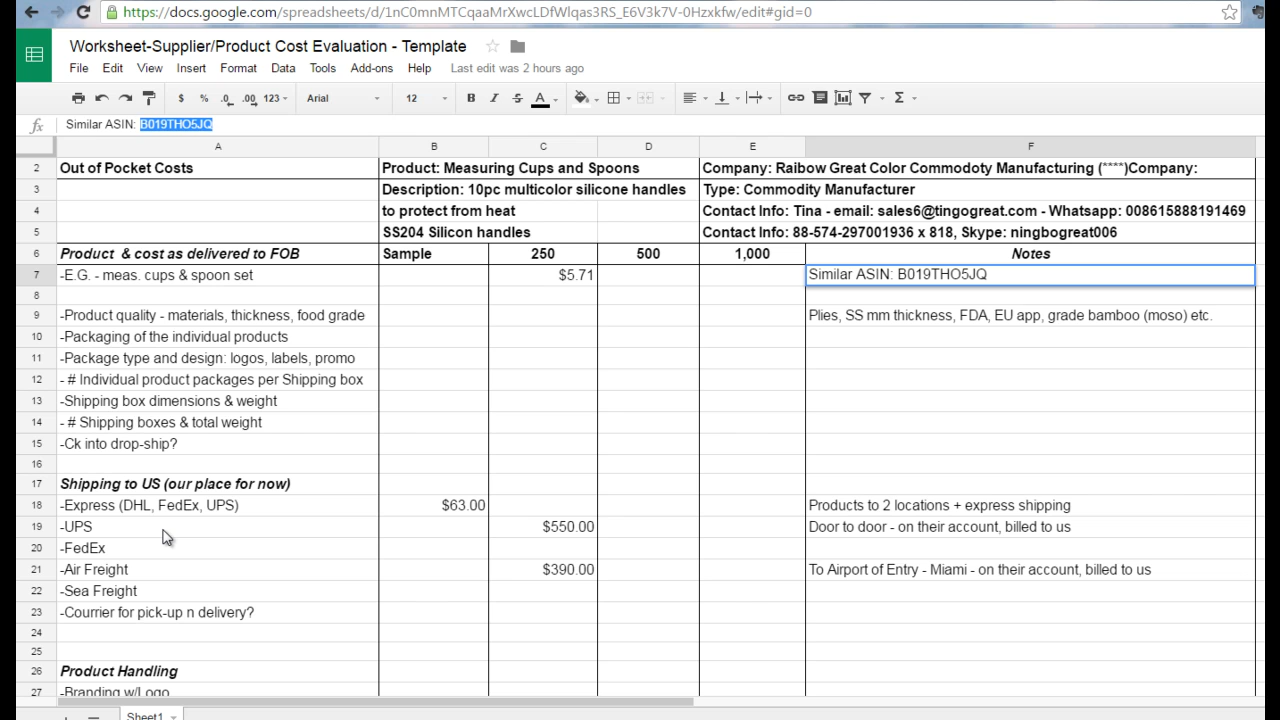 https://docs.google.com/spreadsheets/d/1nC0mnMTCqaaMrXwcLDfWlqas3RS_E6V3k7V-0Hzxkfw/edit#gid=0
Worksheet-Supplier/Product Cost Evaluation - Template
File Edit View Insert Format Data Tools Add-ons Help Last edit was 2 hours ago
$ % .0 .00 123 Arial 12 B I S A Σ
fx Similar ASIN: B019THO5JQ
A B C D E F
2 Out of Pocket Costs Product: Measuring Cups and Spoons Company: Raibow Great Color Commodoty Manufacturing (****)Company:
3 Description: 10pc multicolor silicone handles Type: Commodity Manufacturer
4 to protect from heat Contact Info: Tina - email: sales6@tingogreat.com - Whatsapp: 008615888191469
5 SS204 Silicon handles Contact Info: 88-574-297001936 x 818, Skype: ningbogreat006
6 Product & cost as delivered to FOB Sample 250 500 1,000 Notes
7 -E.G. - meas. cups & spoon set $5.71 Similar ASIN: B019THO5JQ
8
9 -Product quality - materials, thickness, food grade Plies, SS mm thickness, FDA, EU app, grade bamboo (moso) etc.
10 -Packaging of the individual products
11 -Package type and design: logos, labels, promo
12 - # Individual product packages per Shipping box
13 -Shipping box dimensions & weight
14 - # Shipping boxes & total weight
15 -Ck into drop-ship?
16
17 Shipping to US (our place for now)
18 -Express (DHL, FedEx, UPS) $63.00 Products to 2 locations + express shipping
19 -UPS $550.00 Door to door - on their account, billed to us
20 -FedEx
21 -Air Freight $390.00 To Airport of Entry - Miami - on their account, billed to us
22 -Sea Freight
23 -Courrier for pick-up n delivery?
24
25
26 Product Handling
27 -Branding w/Logo
Sheet1